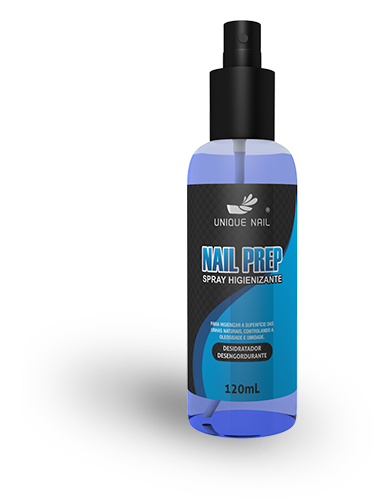 ®
UNIQUE NAIL
NAIL PREP
SPRAY HIGIENIZANTE
PARA HIGIENIZAR A SUPERFÍCIE DAS
UNHAS NATURAIS, CONTROLANDO A
OLEOSIDADE E UMIDADE.
DESIDRATADOR
DESENGORDURANTE
120mL